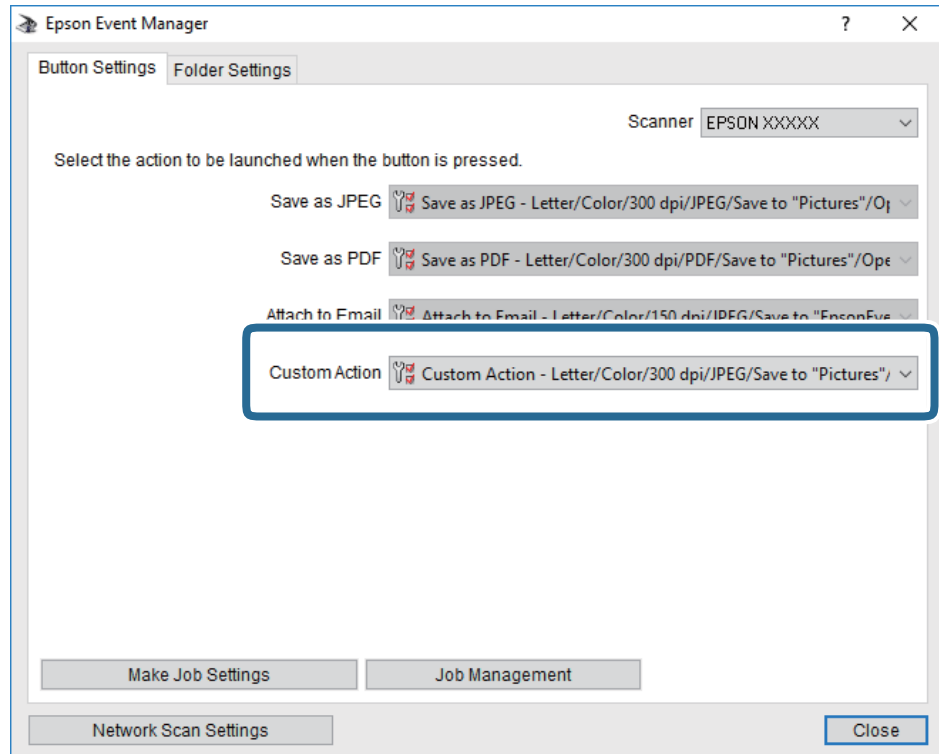 Epson Event Manager
Button Settings Folder Settings
Scanner EPSON XXXXX
Select the action to be launched when the button is pressed.
Save as JPEG Save as JPEG - Letter/Color/300 dpi/JPEG/Save to "Pictures"/Op
Save as PDF Save as PDF - Letter/Color/300 dpi/PDF/Save to "Pictures"/Ope
Attach to Email Attach to Email - Letter/Color/150 dpi/JPEG/Save to "EpsonEve
Custom Action Custom Action - Letter/Color/300 dpi/JPEG/Save to "Pictures"/
Make Job Settings Job Management
Network Scan Settings Close